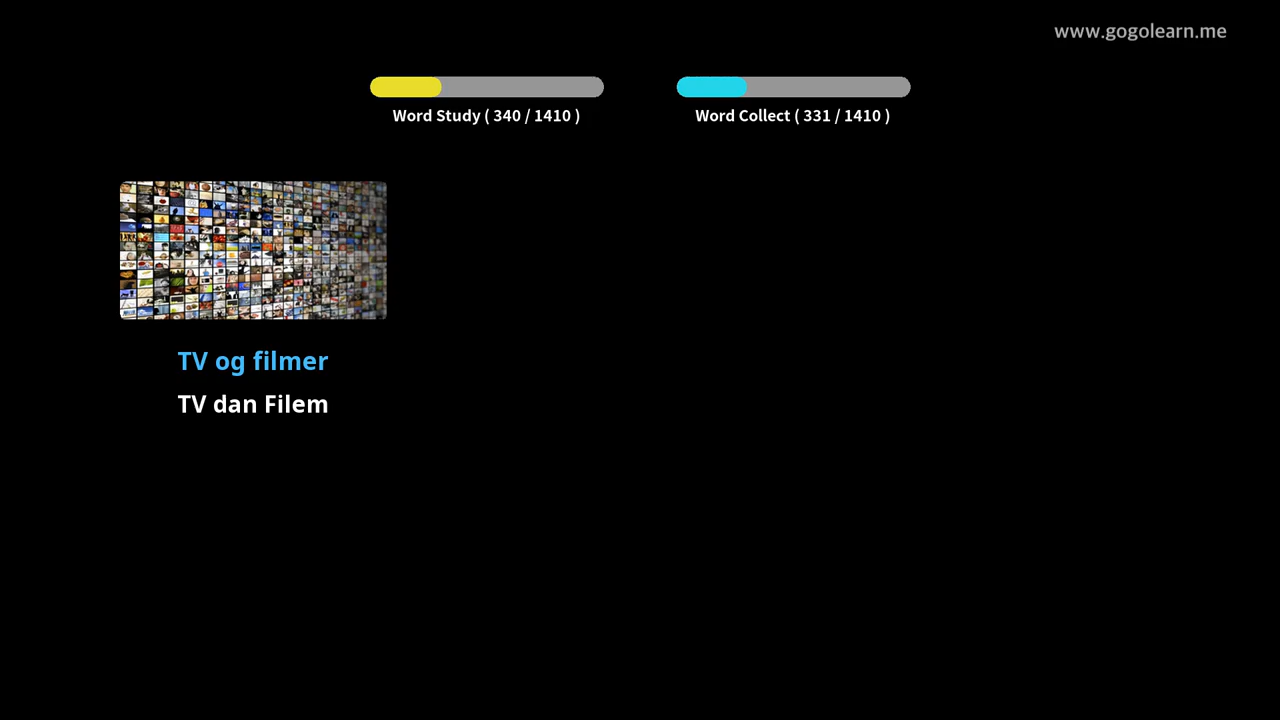 www.gogolearn.me
Word Study ( 340 / 1410 )
Word Collect ( 331 / 1410 )
TV og filmer
TV dan Filem